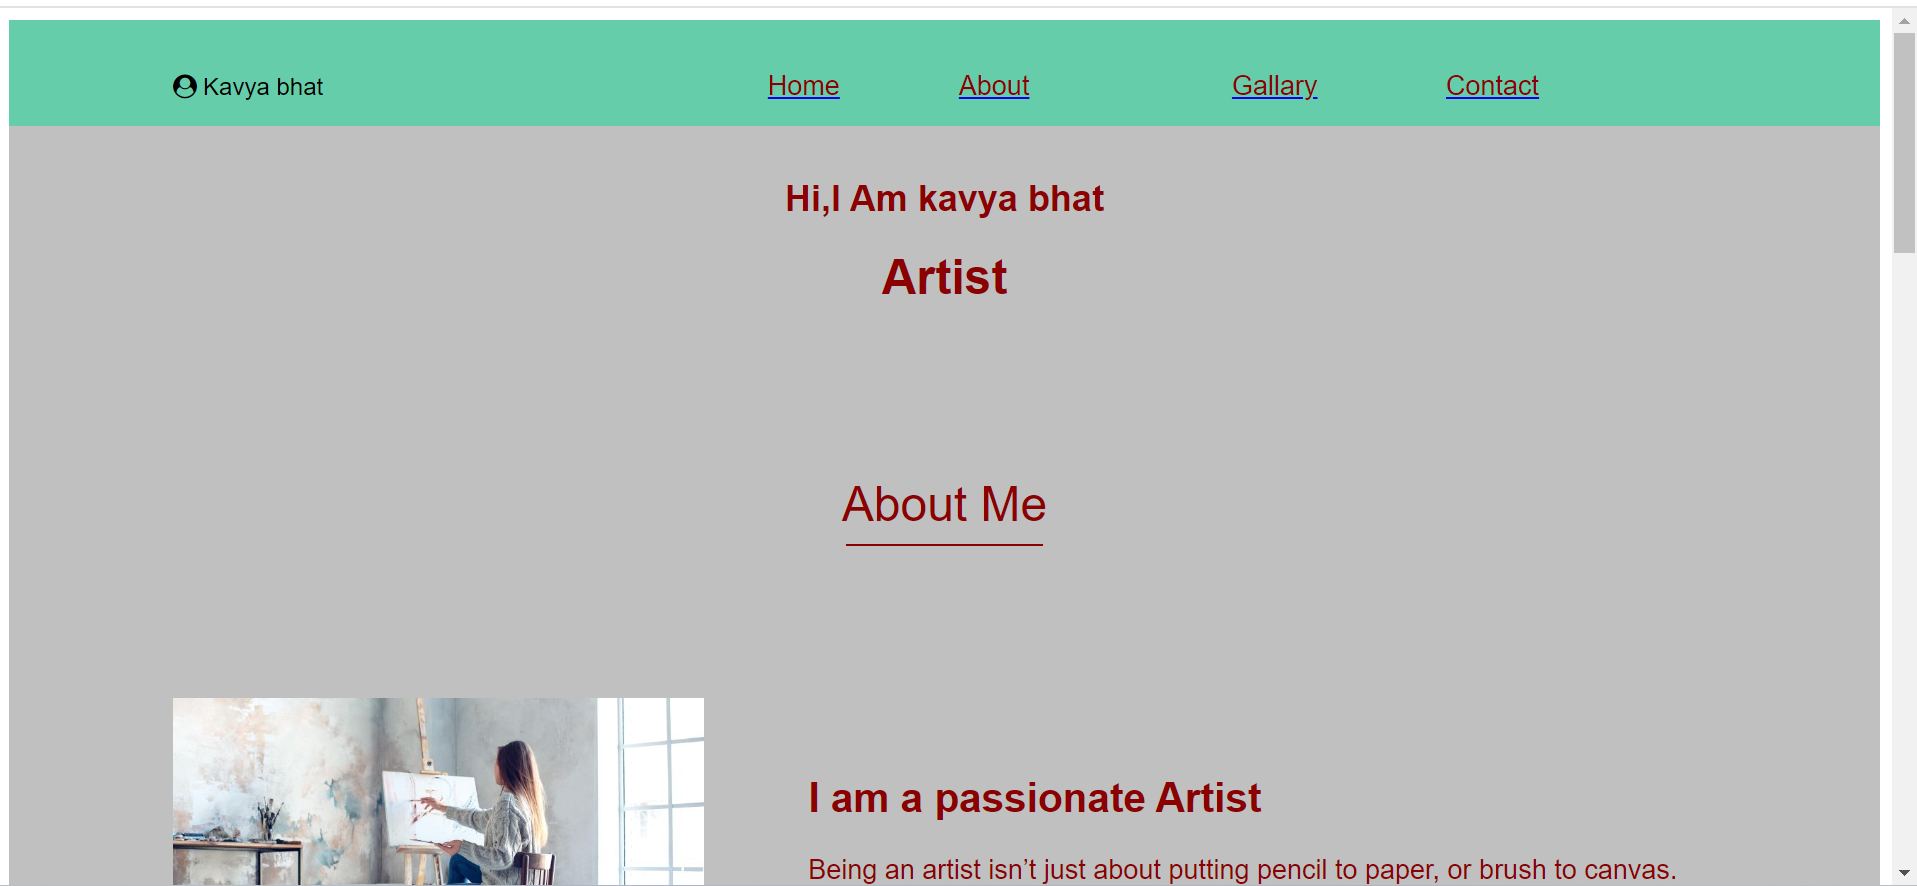 Kavya bhat Home About Gallary Contact
Hi,I Am kavya bhat
Artist
About Me
I am a passionate Artist
Being an artist isn’t just about putting pencil to paper, or brush to canvas.